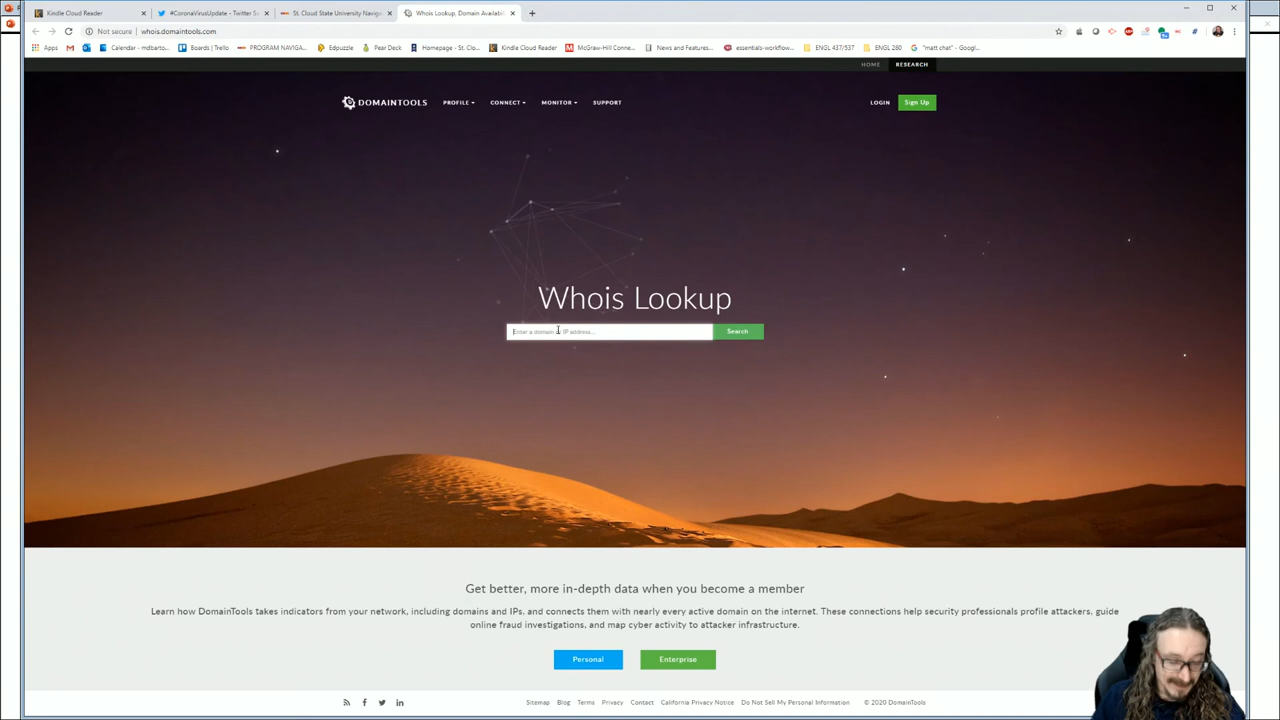 Kindle Cloud Reader
#CoronaVirusUpdate - Twitter Se
St. Cloud State University Navig
Whois Lookup, Domain Availabi
Not secure
whois.domaintools.com
Apps
Calendar - mdbarto...
Boards | Trello
PROGRAM NAVIGA...
Edpuzzle
Pear Deck
Homepage - St. Clo...
Kindle Cloud Reader
McGraw-Hill Conne...
News and Features...
essentials-workflow...
ENGL 437/537
ENGL 280
"matt chat" - Googl...
HOME
RESEARCH
DOMAINTOOLS
PROFILE
CONNECT
MONITOR
SUPPORT
LOGIN
Sign Up
Whois Lookup
Enter a domain or IP address...
Search
Get better, more in-depth data when you become a member
Learn how DomainTools takes indicators from your network, including domains and IPs, and connects them with nearly every active domain on the internet. These connections help security professionals profile attackers, guide
online fraud investigations, and map cyber activity to attacker infrastructure.
Personal
Enterprise
Sitemap
Blog
Terms
Privacy
Contact
California Privacy Notice
Do Not Sell My Personal Information
© 2020 DomainTools